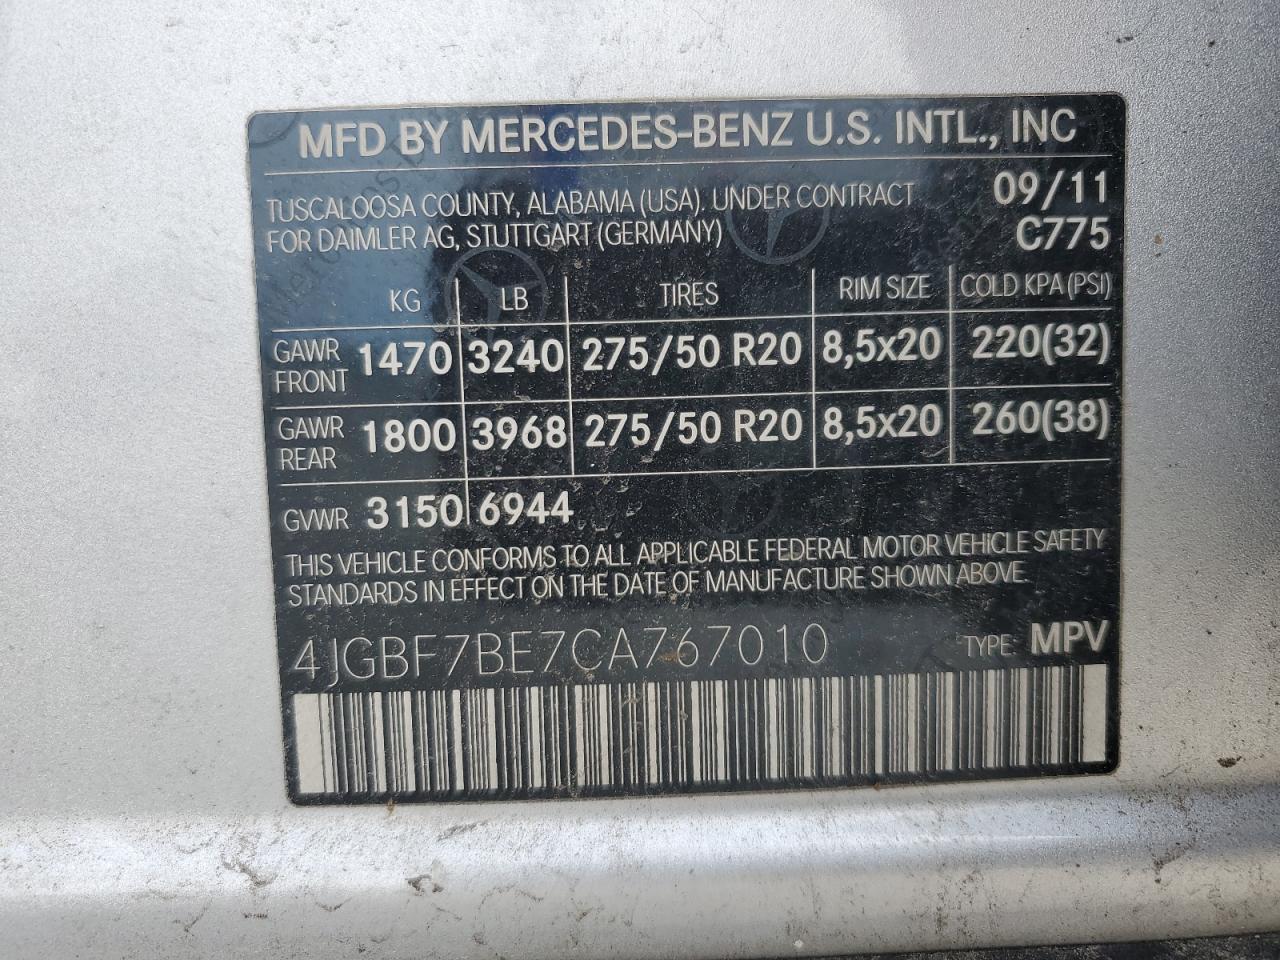 MFD BY MERCEDES-BENZ U.S. INTL., INC
TUSCALOOSA COUNTY, ALABAMA (USA), UNDER CONTRACT 09/11
FOR DAIMLER AG, STUTTGART (GERMANY) C775
KG LB TIRES RIM SIZE COLD KPA (PSI)
GAWR FRONT 1470 3240 275/50 R20 8,5x20 220(32)
GAWR REAR 1800 3968 275/50 R20 8,5x20 260(38)
GVWR 3150 6944
THIS VEHICLE CONFORMS TO ALL APPLICABLE FEDERAL MOTOR VEHICLE SAFETY
STANDARDS IN EFFECT ON THE DATE OF MANUFACTURE SHOWN ABOVE
4JGBF7BE7CA767010 TYPE: MPV